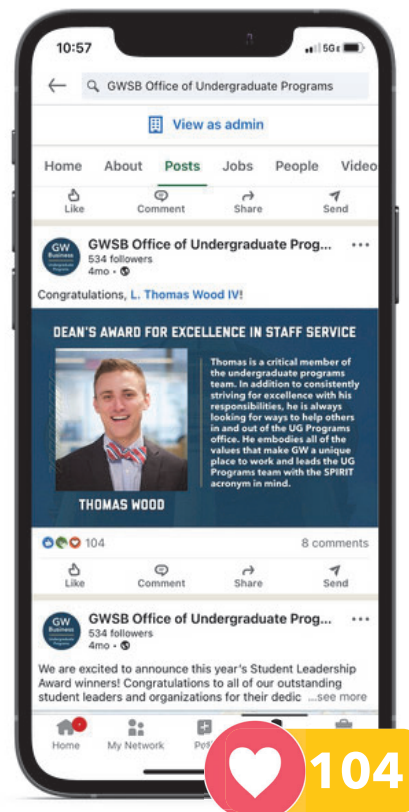 10:57
5G
GWSB Office of Undergraduate Programs
View as admin
Home About Posts Jobs People Video
Like Comment Share Send
GW
Business
GWSB Office of Undergraduate Prog...
534 followers
4mo •
Congratulations, L. Thomas Wood IV!
DEAN'S AWARD FOR EXCELLENCE IN STAFF SERVICE
Thomas is a critical member of
the undergraduate programs
team. In addition to consistently
striving for excellence with his
responsibilities, he is always
looking for ways to help others
in and out of the UG Programs
office. He embodies all of the
values that make GW a unique
place to work and leads the UG
Programs team with the SPIRIT
acronym in mind.
THOMAS WOOD
104 8 comments
Like Comment Share Send
GW
Business
GWSB Office of Undergraduate Prog...
534 followers
4mo •
We are excited to announce this year's Student Leadership
Award winners! Congratulations to all of our outstanding
student leaders and organizations for their dedic ...see more
Home My Network
104